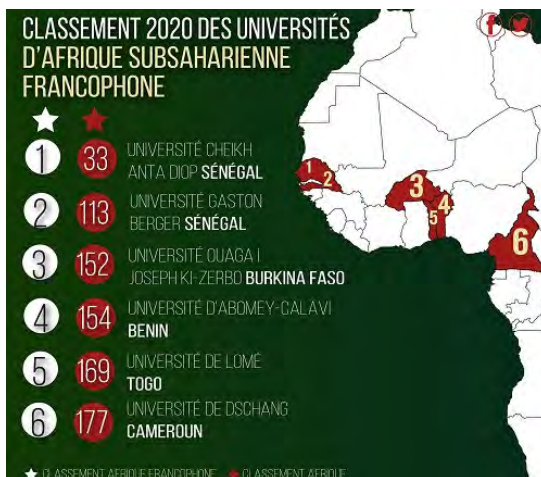 CLASSEMENT 2020 DES UNIVERSITÉS
D'AFRIQUE SUBSAHARIENNE
FRANCOPHONE
1 33 UNIVERSITÉ CHEIKH
ANTA DIOP SÉNÉGAL
2 113 UNIVERSITÉ GASTON
BERGER SÉNÉGAL
3 152 UNIVERSITÉ OUAGA I
JOSEPH KI-ZERBO BURKINA FASO
4 154 UNIVERSITÉ D'ABOMEY-CALAVI
BENIN
5 169 UNIVERSITÉ DE LOMÉ
TOGO
6 177 UNIVERSITÉ DE DSCHANG
CAMEROUN
CLASSEMENT AFRIQUE FRANCOPHONE CLASSEMENT AFRIQUE
1
2
3
4
5
6